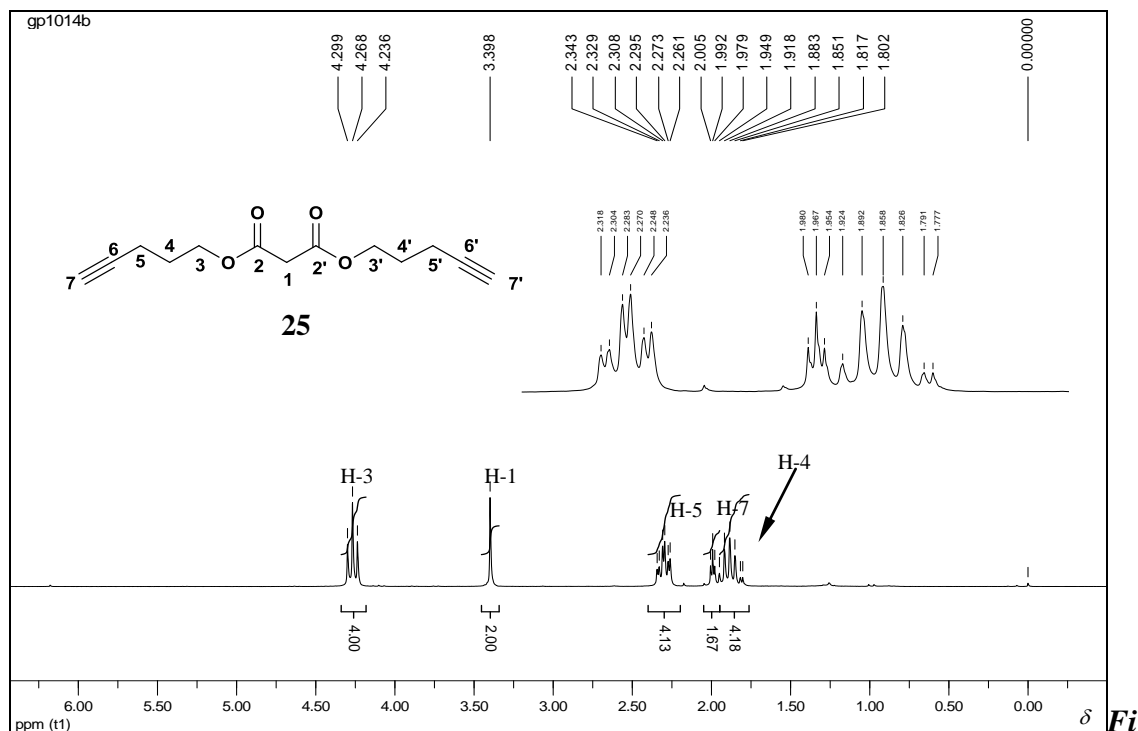 gp1014b
4.299 4.268 4.236 3.398 2.343 2.329 2.308 2.295 2.273 2.261 2.005 1.992 1.979 1.949 1.918 1.883 1.851 1.817 1.802 0.00000
2.318 2.304 2.283 2.270 2.248 2.236 1.980 1.967 1.954 1.924 1.892 1.858 1.826 1.791 1.777
O O
6 4 4' 6'
7 5 3 O 2 1 2' O 3' 5' 7'
25
H-4
H-3 H-1 H-5 H-7
4.00 2.00 4.13 1.67 4.18
6.00 5.50 5.00 4.50 4.00 3.50 3.00 2.50 2.00 1.50 1.00 0.50 0.00
ppm (t1) δ Fi